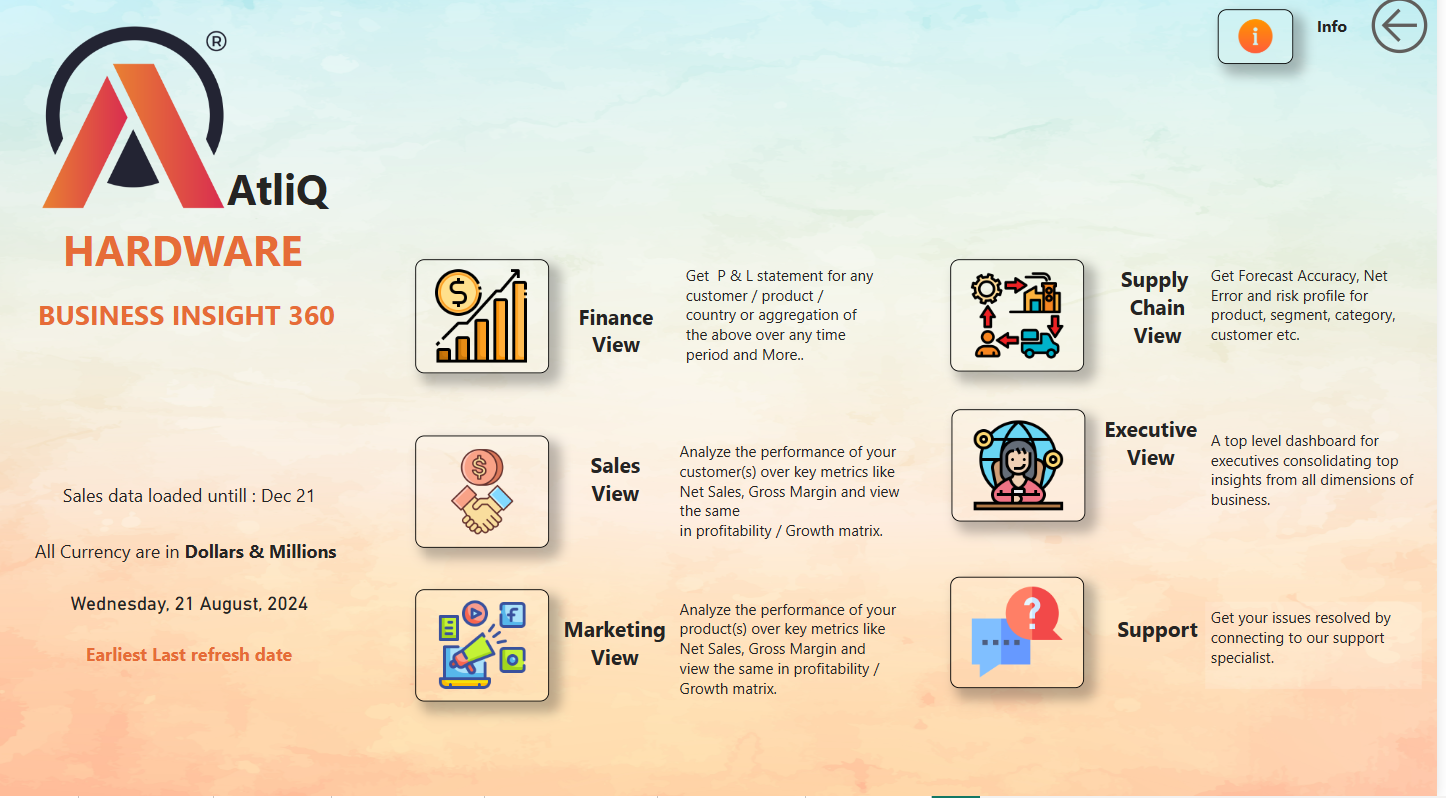 ®
AtliQ
HARDWARE
BUSINESS INSIGHT 360
Sales data loaded untill : Dec 21
All Currency are in Dollars & Millions
Wednesday, 21 August, 2024
Earliest Last refresh date
i
Info
$
Finance
View
Get  P & L statement for any
customer / product /
country or aggregation of
the above over any time
period and More..
$
Sales
View
Analyze the performance of your
customer(s) over key metrics like
Net Sales, Gross Margin and view
the same
in profitability / Growth matrix.
f
Marketing
View
Analyze the performance of your
product(s) over key metrics like
Net Sales, Gross Margin and
view the same in profitability /
Growth matrix.
Supply
Chain
View
Get Forecast Accuracy, Net
Error and risk profile for
product, segment, category,
customer etc.
Executive
View
A top level dashboard for
executives consolidating top
insights from all dimensions of
business.
?
Support
Get your issues resolved by
connecting to our support
specialist.